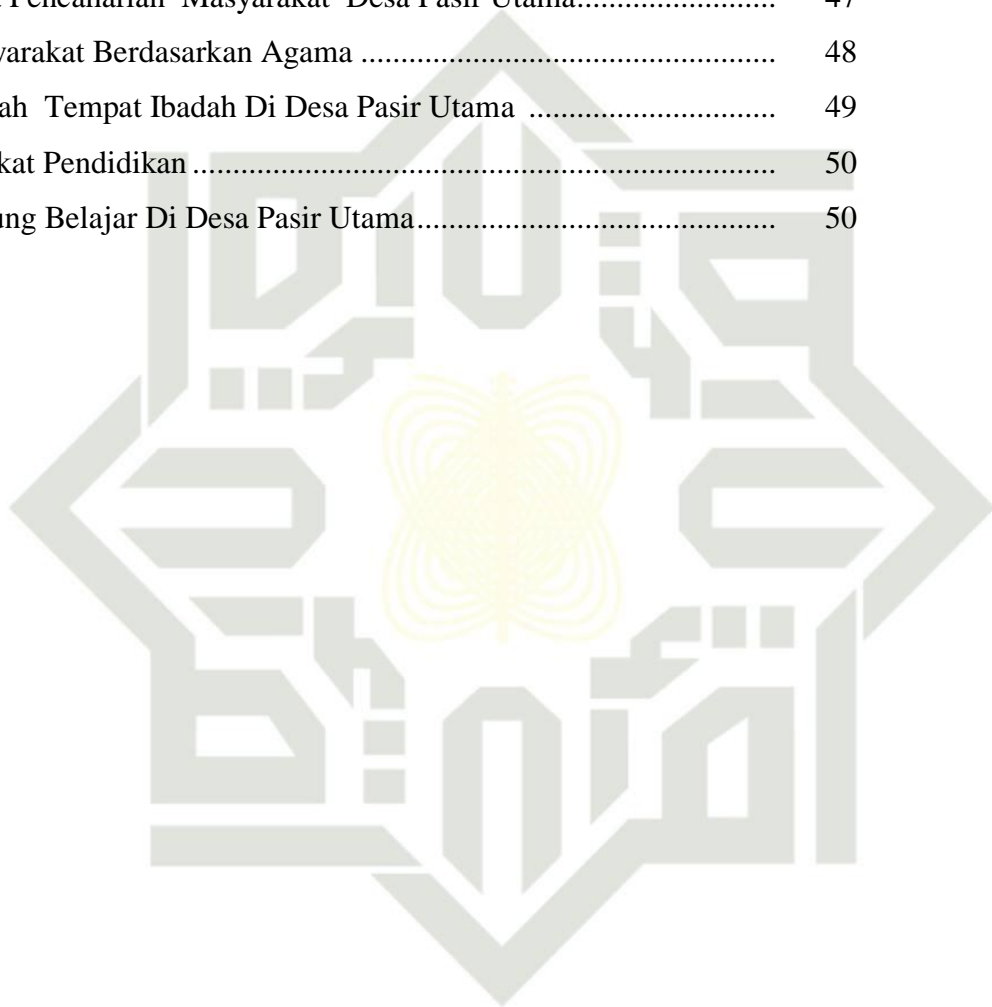 Pencaharian Masyarakat Desa Pasir Utama......................... 47
yarakat Berdasarkan Agama .................................................... 48
ah Tempat Ibadah Di Desa Pasir Utama ............................... 49
kat Pendidikan ......................................................................... 50
ung Belajar Di Desa Pasir Utama............................................. 50